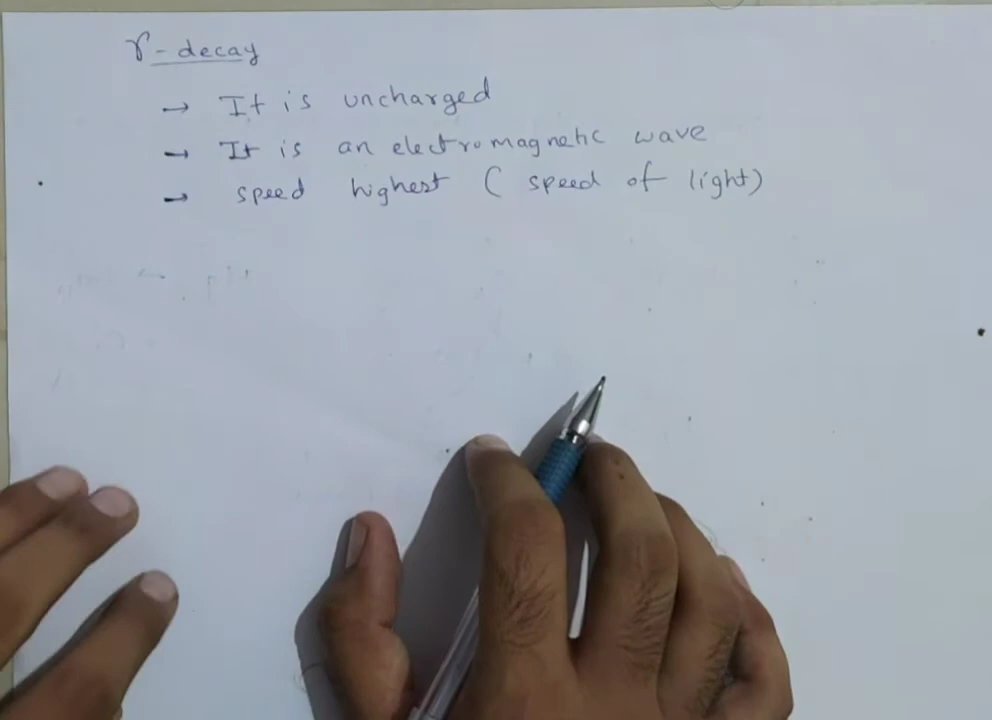 γ-decay
→ It is uncharged
→ It is an electromagnetic wave
→ speed highest ( speed of light)